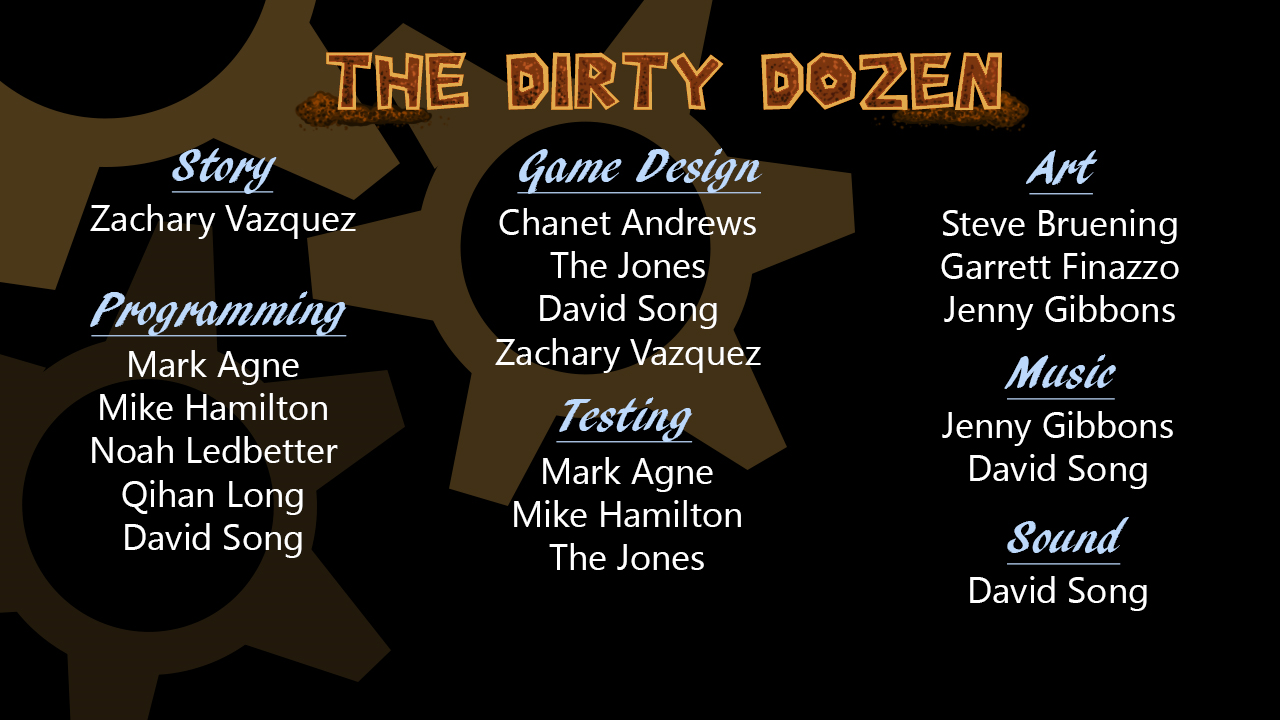 THE DIRTY DOZEN
Story
Zachary Vazquez
Programming
Mark Agne
Mike Hamilton
Noah Ledbetter
Qihan Long
David Song
Game Design
Chanet Andrews
The Jones
David Song
Zachary Vazquez
Testing
Mark Agne
Mike Hamilton
The Jones
Art
Steve Bruening
Garrett Finazzo
Jenny Gibbons
Music
Jenny Gibbons
David Song
Sound
David Song